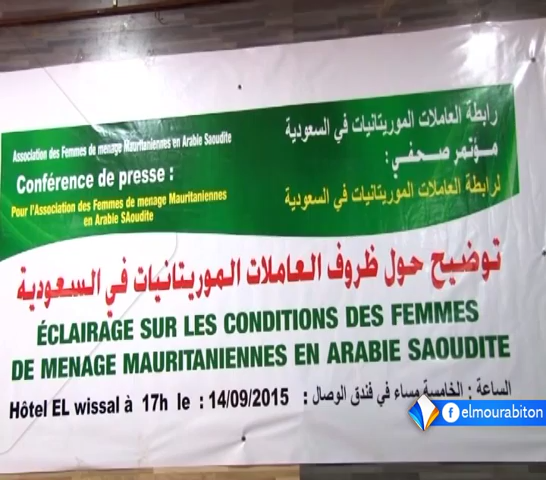 Association des Femmes de menage Mauritaniennes en Arabie Saoudite
رابطة العاملات الموريتانيات في السعودية
Conférence de presse :
مؤتمر صحفي :
Pour l'Association des Femmes de menage Mauritaniennes
en Arabie SAoudite
لرابطة العاملات الموريتانيات في السعودية
توضيح حول ظروف العاملات الموريتانيات في السعودية
ÉCLAIRAGE SUR LES CONDITIONS DES FEMMES
DE MENAGE MAURITANIENNES EN ARABIE SAOUDITE
Hôtel EL wissal à 17h le : 14/09/2015 : الساعة : الخامسة مساء في فندق الوصال
elmourabiton